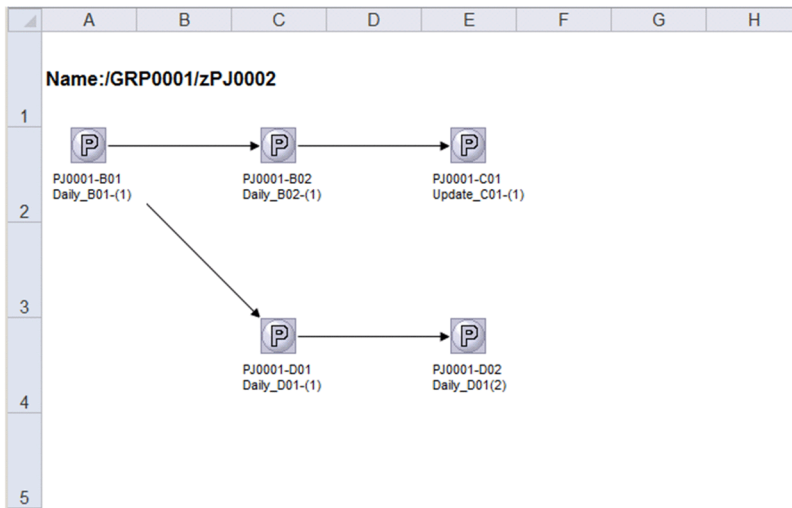 A B C D E F G H
Name:/GRP0001/zPJ0002
1
P P P
PJ0001-B01 PJ0001-B02 PJ0001-C01
Daily_B01-(1) Daily_B02-(1) Update_C01-(1)
2
3
P P
PJ0001-D01 PJ0001-D02
Daily_D01-(1) Daily_D01(2)
4
5